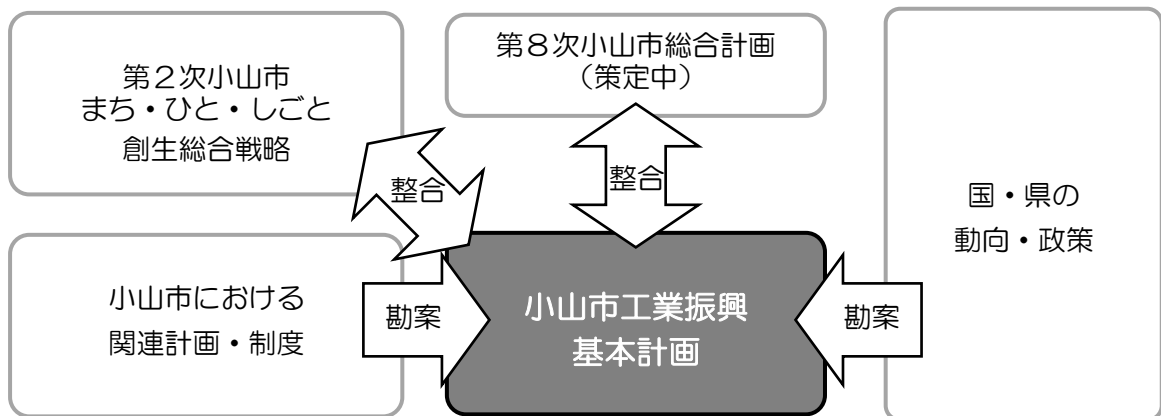 第２次小山市
まち・ひと・しごと
創生総合戦略
第８次小山市総合計画
（策定中）
整合
整合
国・県の
動向・政策
小山市における
関連計画・制度
勘案
小山市工業振興
基本計画
勘案